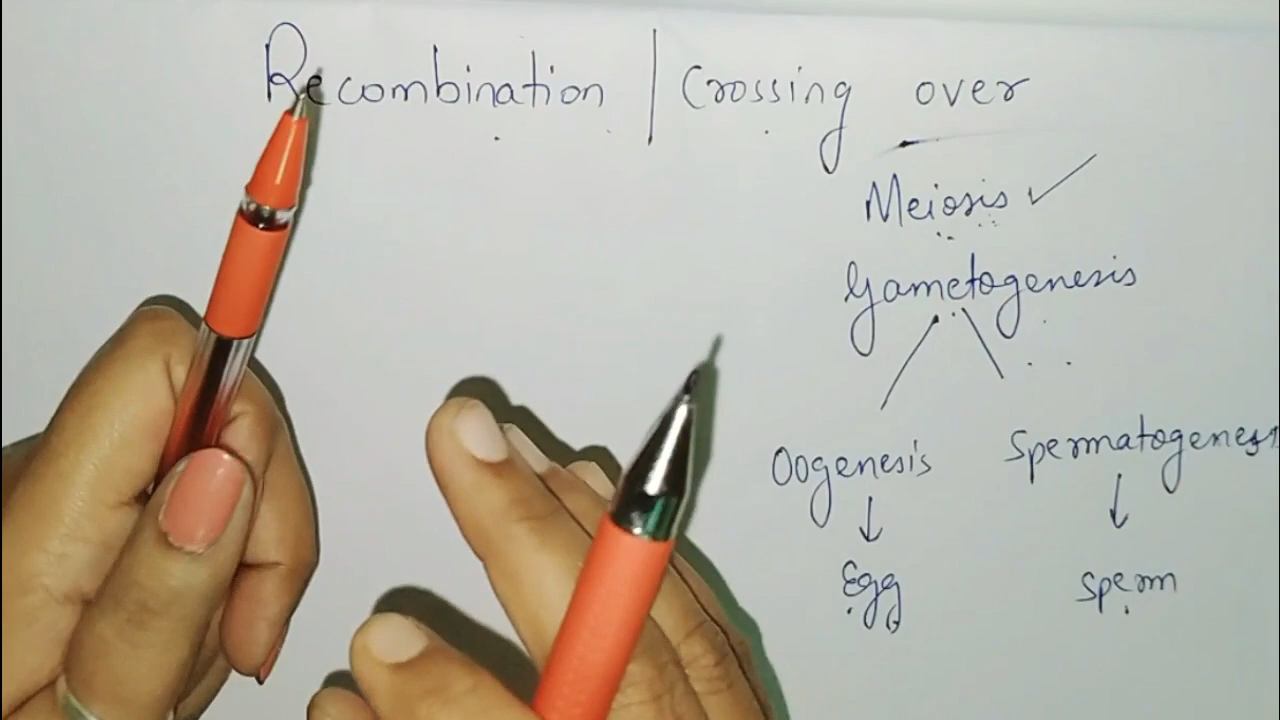 Recombination | Crossing over
Meiosis ✓
Gametogenesis
Oogenesis Spermatogenesis
↓ ↓
Egg Sperm